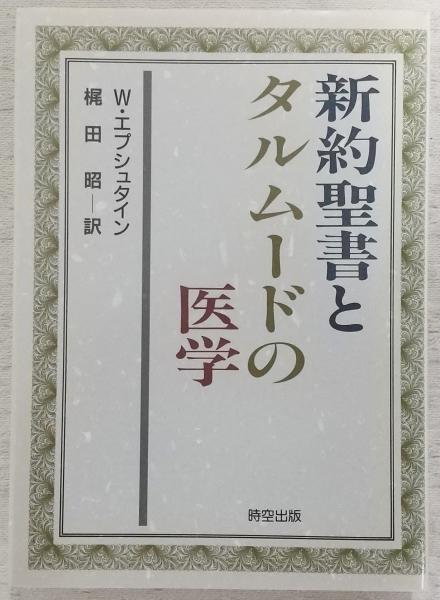 新約聖書と
タルムードの
医学
W・エプシュタイン
梶田昭―訳
時空出版